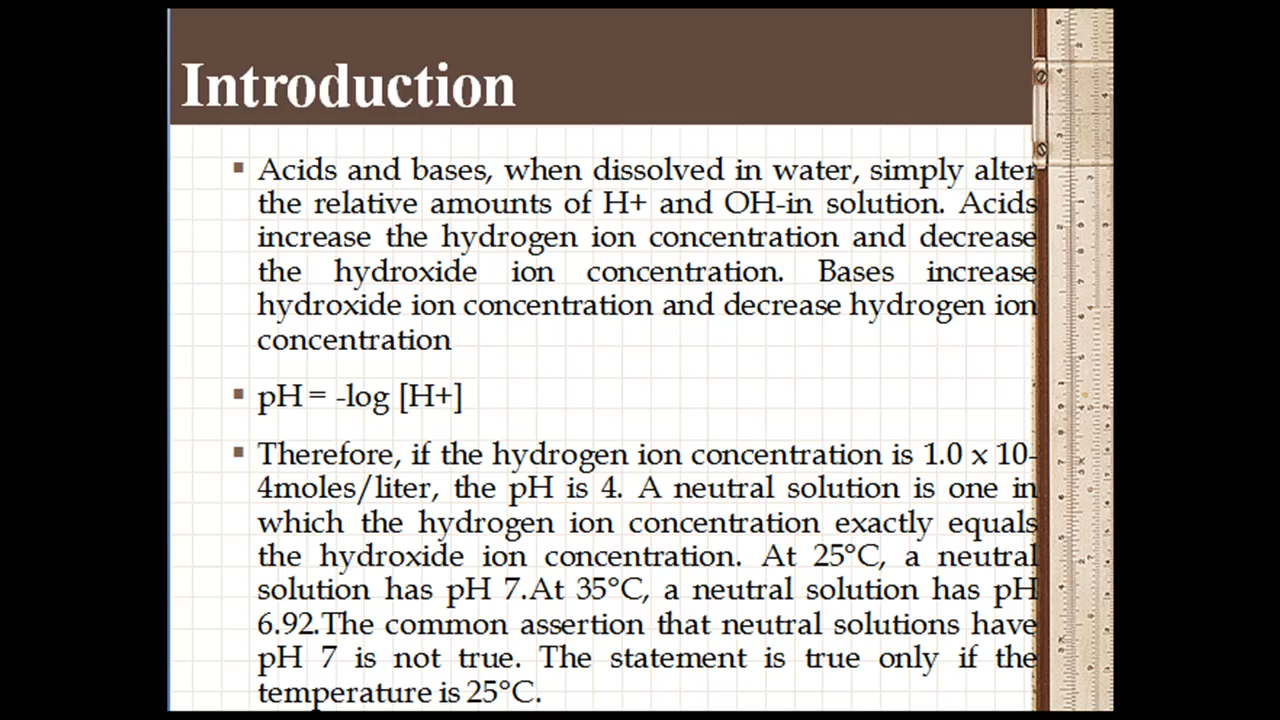 Introduction
Acids and bases, when dissolved in water, simply alter
the relative amounts of H+ and OH-in solution. Acids
increase the hydrogen ion concentration and decrease
the hydroxide ion concentration. Bases increase
hydroxide ion concentration and decrease hydrogen ion
concentration
pH = -log [H+]
Therefore, if the hydrogen ion concentration is 1.0 x 10-
4moles/liter, the pH is 4. A neutral solution is one in
which the hydrogen ion concentration exactly equals
the hydroxide ion concentration. At 25°C, a neutral
solution has pH 7.At 35°C, a neutral solution has pH
6.92.The common assertion that neutral solutions have
pH 7 is not true. The statement is true only if the
temperature is 25°C.